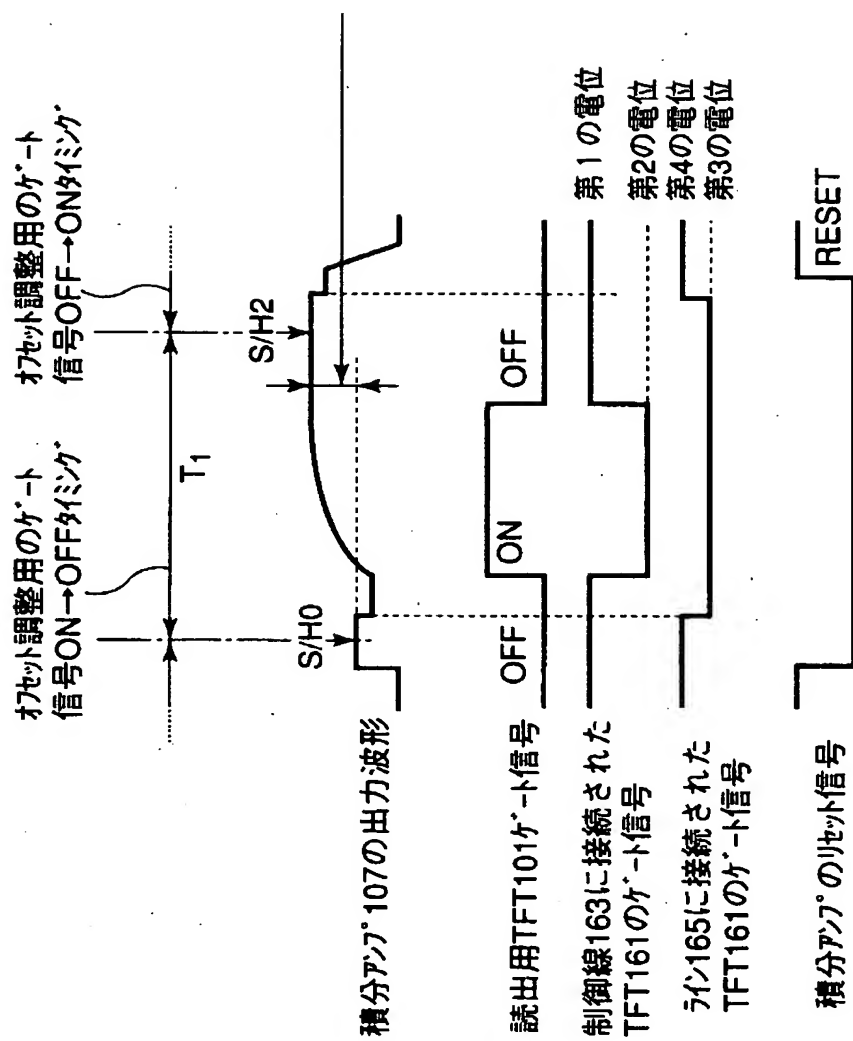 オフセット調整用のゲート
信号ON→OFFタイミング
オフセット調整用のゲート
信号OFF→ONタイミング
T1
S/H0
S/H2
積分アンプ107の出力波形
読出用TFT101ゲート信号
OFF
ON
OFF
制御線163に接続された
TFT161のゲート信号
第1の電位
第2の電位
ライン165に接続された
TFT161のゲート信号
第4の電位
第3の電位
積分アンプのリセット信号
RESET